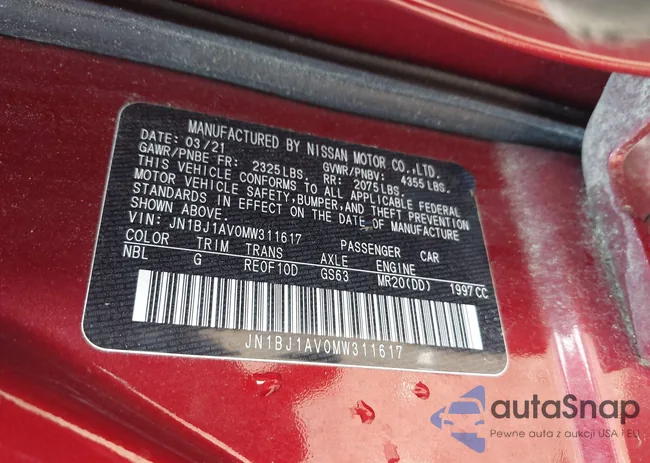 MANUFACTURED BY NISSAN MOTOR CO.,LTD.
DATE: 03/21 GVWR/PNBV: 4355 LBS.
GAWR/PNBE FR: 2325LBS. RR: 2075LBS.
THIS VEHICLE CONFORMS TO ALL APPLICABLE FEDERAL
MOTOR VEHICLE SAFETY,BUMPER,AND THEFT PREVENTION
STANDARDS IN EFFECT ON THE DATE OF MANUFACTURE
SHOWN ABOVE.
VIN: JN1BJ1AV0MW311617 PASSENGER CAR
COLOR TRIM TRANS AXLE ENGINE
NBL G RE0F10D GS63 MR20(DD) 1997CC
JN1BJ1AV0MW311617
autaSnap
Pewne auta z aukcji USA i EU